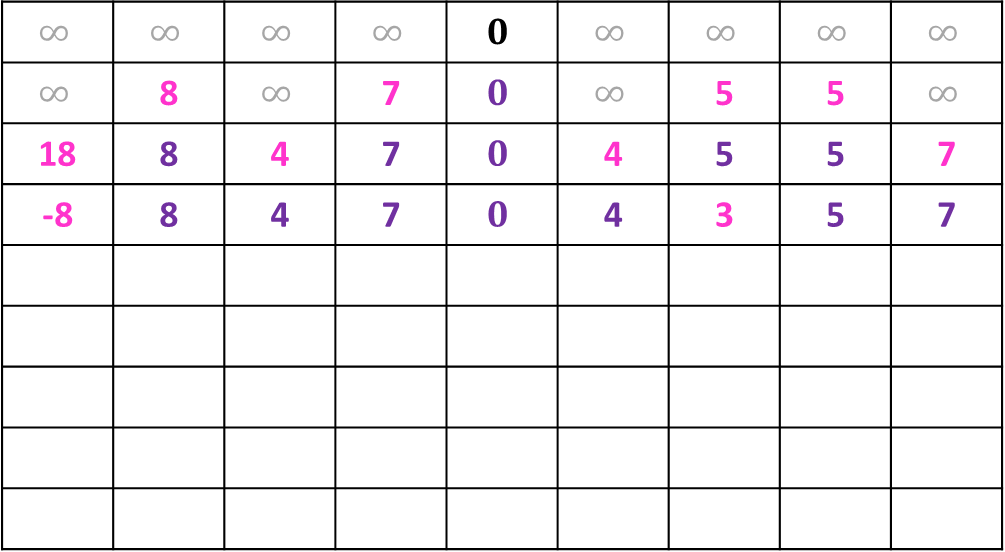 ∞ ∞ ∞ ∞ 0 ∞ ∞ ∞ ∞
∞ 8 ∞ 7 0 ∞ 5 5 ∞
18 8 4 7 0 4 5 5 7
-8 8 4 7 0 4 3 5 7